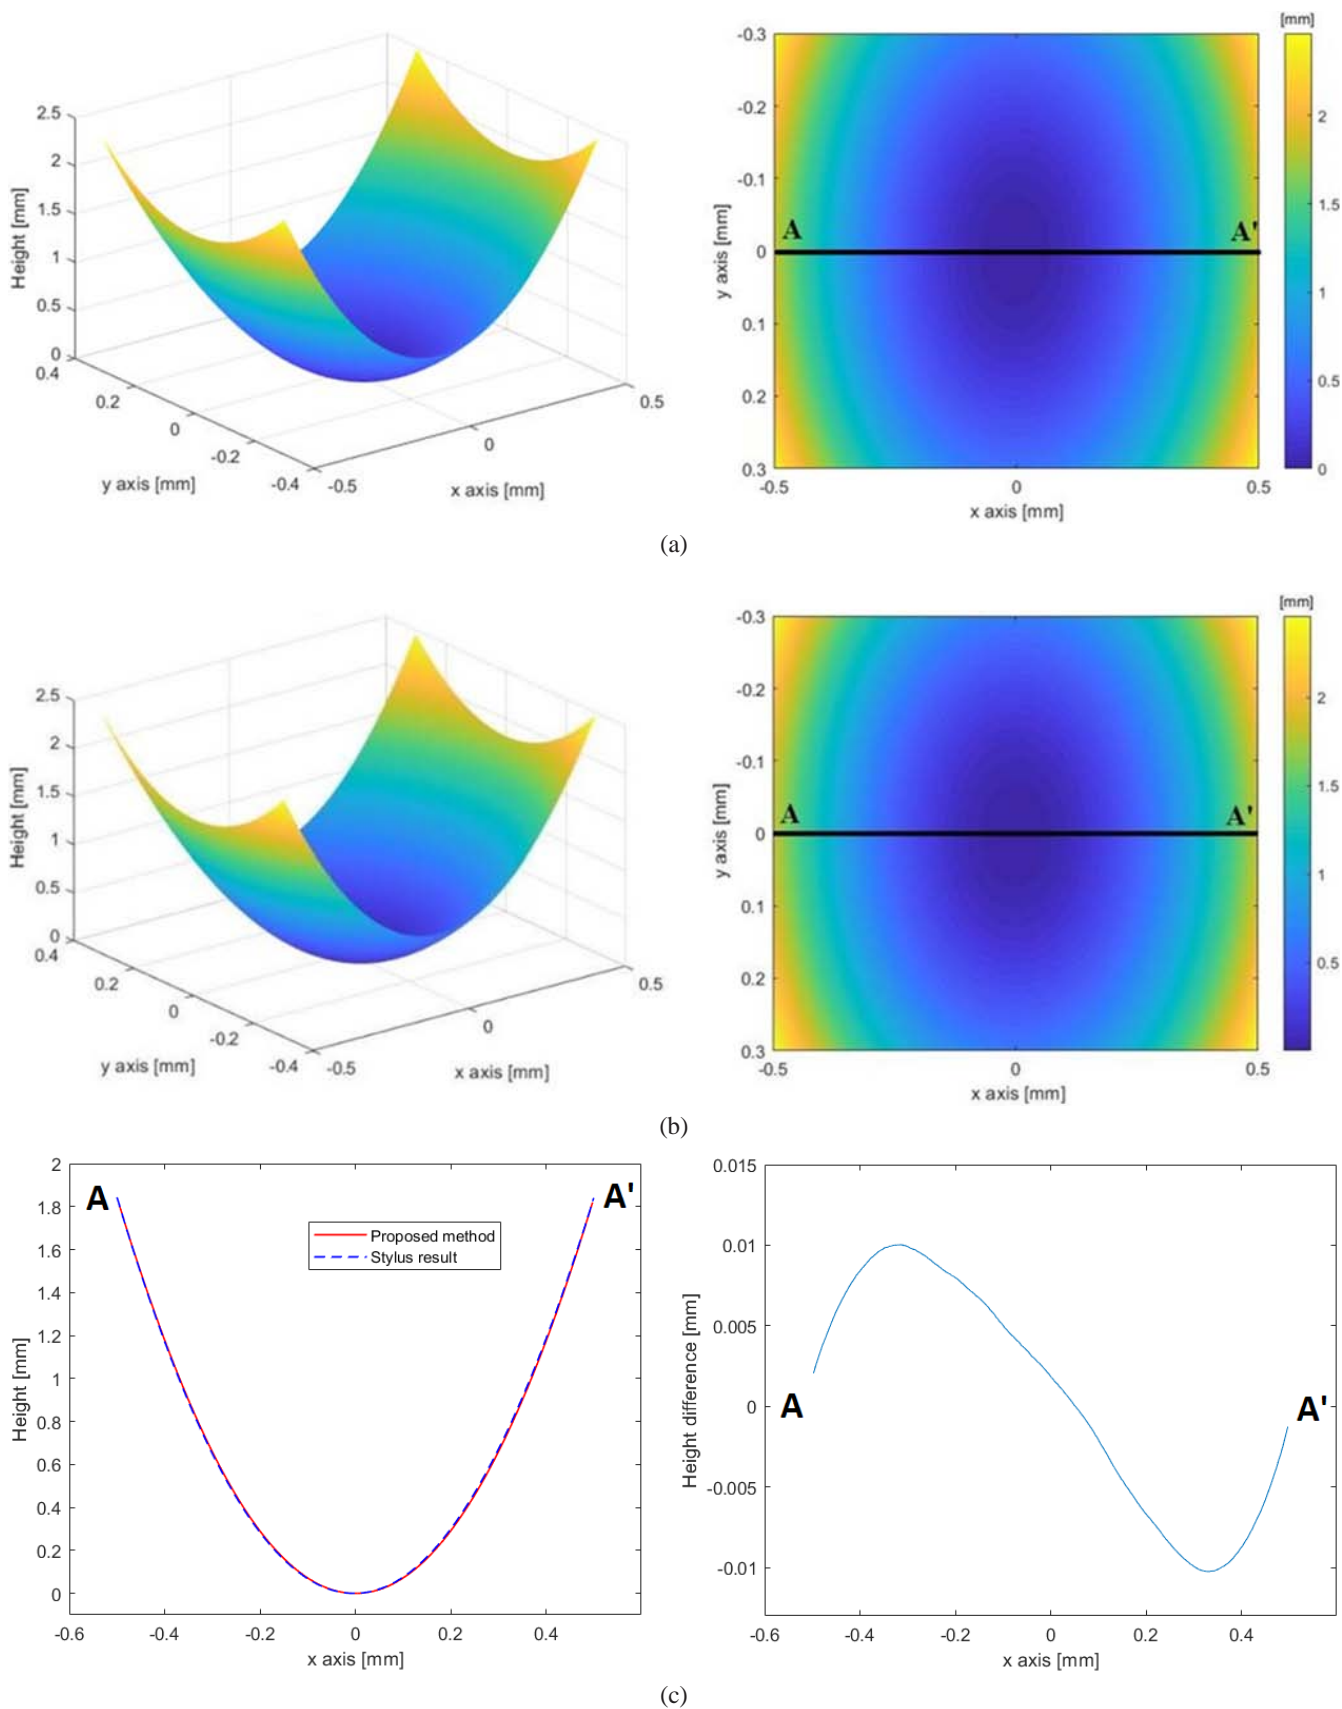 2.5
2
1.5
1
0.5
0
Height [mm]
0.4
0.2
0
-0.2
-0.4
y axis [mm]
-0.5
0
0.5
x axis [mm]
[mm]
-0.3
-0.2
-0.1
0
0.1
0.2
0.3
y axis [mm]
A
A'
-0.5
0
0.5
x axis [mm]
2
1.5
1
0.5
0
(a)
2.5
2
1.5
1
0.5
0
Height [mm]
0.4
0.2
0
-0.2
-0.4
y axis [mm]
-0.5
0
0.5
x axis [mm]
[mm]
-0.3
-0.2
-0.1
0
0.1
0.2
0.3
y axis [mm]
A
A'
-0.5
0
0.5
x axis [mm]
2
1.5
1
0.5
(b)
2
1.8
1.6
1.4
1.2
1
0.8
0.6
0.4
0.2
0
Height [mm]
A
A'
Proposed method
Stylus result
-0.6
-0.4
-0.2
0
0.2
0.4
x axis [mm]
0.015
0.01
0.005
0
-0.005
-0.01
Height difference [mm]
A
A'
-0.6
-0.4
-0.2
0
0.2
0.4
x axis [mm]
(c)